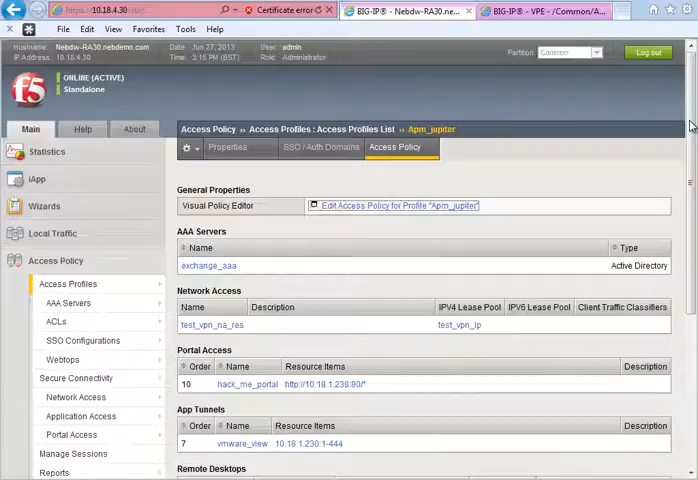 https://10.18.4.30/xui/
Certificate error
BIG-IP® - Nebdw-RA30.ne...
BIG-IP® - VPE - /Common/A...
File Edit View Favorites Tools Help
Hostname: Nebdw-RA30.nebdemo.com Date: Jun 27, 2013 User: admin
IP Address: 10.18.4.30 Time: 3:15 PM (BST) Role: Administrator
Partition: Common Log out
f5
ONLINE (ACTIVE)
Standalone
Main Help About
Access Policy ›› Access Profiles : Access Profiles List ›› Apm_jupiter
Properties SSO / Auth Domains Access Policy
Statistics
iApp
Wizards
Local Traffic
Access Policy
Access Profiles
AAA Servers
ACLs
SSO Configurations
Webtops
Secure Connectivity
Network Access
Application Access
Portal Access
Manage Sessions
Reports
General Properties
Visual Policy Editor Edit Access Policy for Profile "Apm_jupiter"
AAA Servers
Name Type
exchange_aaa Active Directory
Network Access
Name Description IPV4 Lease Pool IPV6 Lease Pool Client Traffic Classifiers
test_vpn_na_res test_vpn_lp
Portal Access
Order Name Resource Items Description
10 hack_me_portal http://10.18.1.238:80/*
App Tunnels
Order Name Resource Items Description
7 vmware_view 10.18.1.230:1-444
Remote Desktops
Order Name Resource Items Description